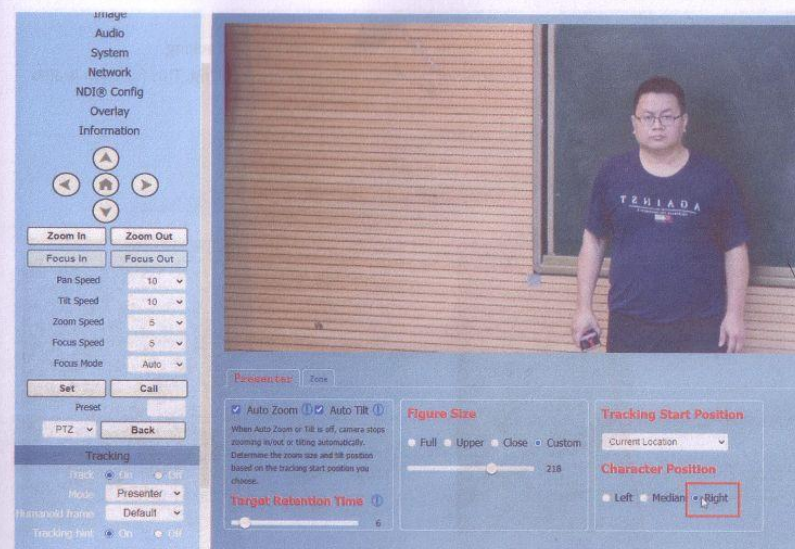 Image
Audio
System
Network
NDI® Config
Overlay
Information
Zoom In Zoom Out
Focus In Focus Out
Pan Speed 10
Tilt Speed 10
Zoom Speed 5
Focus Speed 5
Focus Mode Auto
Set Call
Preset
PTZ Back
Tracking
Track On Off
Mode Presenter
Humanoid frame Default
Tracking hint On Off
AGAINST
Presenter Zone
Auto Zoom Auto Tilt
When Auto Zoom or Tilt is off, camera stops
zooming in/out or tilting automatically.
Determine the zoom size and tilt position
based on the tracking start position you
choose.
Target Retention Time
6
Figure Size
Full Upper Close Custom
218
Tracking Start Position
Current Location
Character Position
Left Median Right